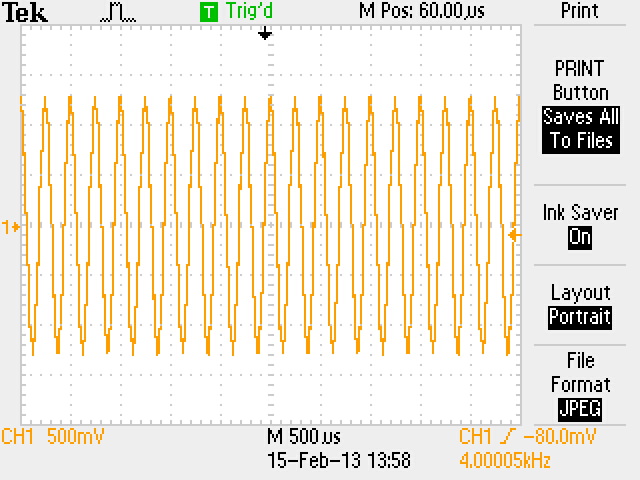 Tek T Trig'd M Pos: 60.00µs Print
PRINT
Button
Saves All
To Files
1
Ink Saver
On
Layout
Portrait
File
Format
JPEG
CH1 500mV M 500µs CH1 -80.0mV
15-Feb-13 13:58 4.00005kHz